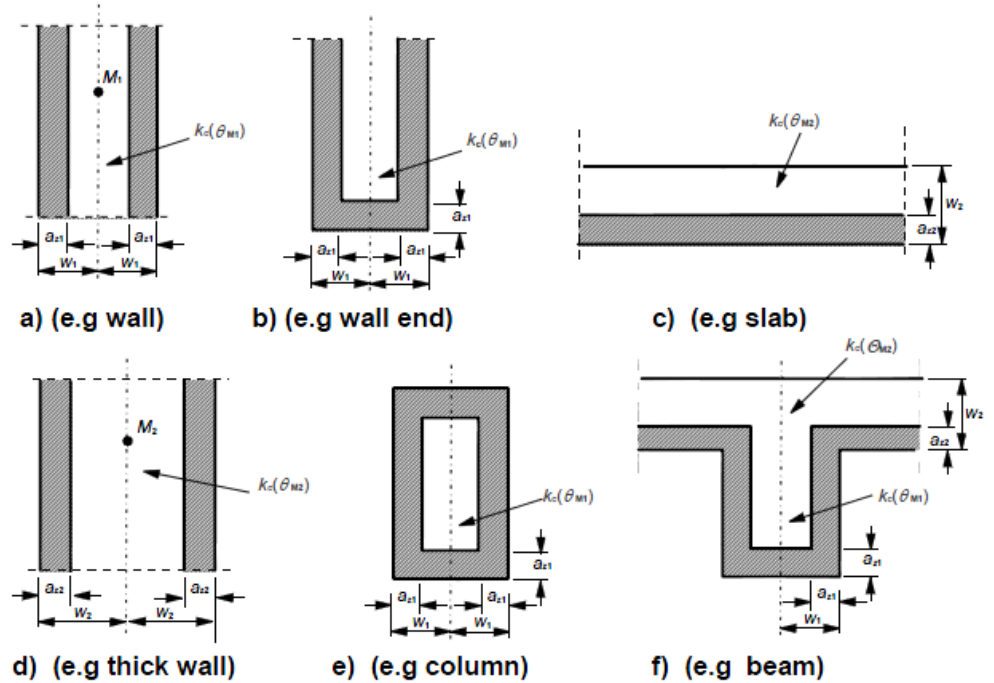 M1
kc(θM1)
az1 az1
w1 w1
a) (e.g wall)
kc(θM1)
az1
az1 az1
w1 w1
b) (e.g wall end)
kc(θM2)
w2
az2
c) (e.g slab)
M2
kc(θM2)
az2 az2
w2 w2
d) (e.g thick wall)
kc(θM1)
az1
az1 az1
w1 w1
e) (e.g column)
kc(ΘM2)
w2
az2
kc(θM1)
az1
az1
w1
f) (e.g beam)